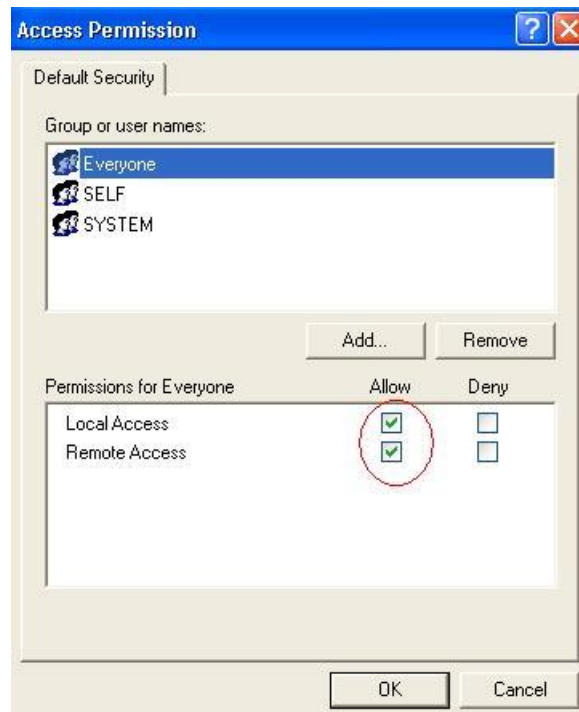 Access Permission
Default Security
Group or user names:
Everyone
SELF
SYSTEM
Add... Remove
Permissions for Everyone Allow Deny
Local Access
Remote Access
OK Cancel